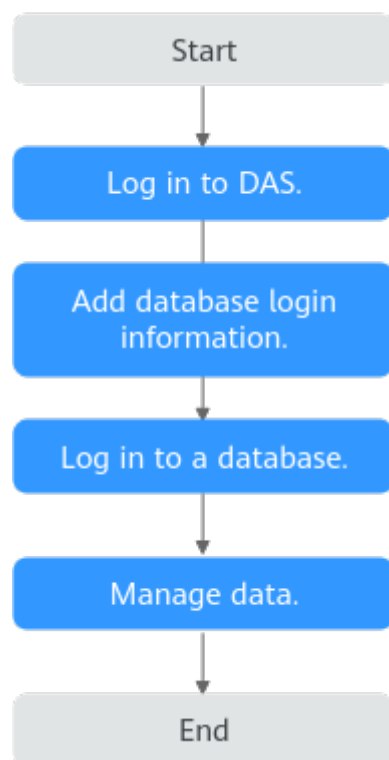 Start
Log in to DAS.
Add database login
information.
Log in to a database.
Manage data.
End